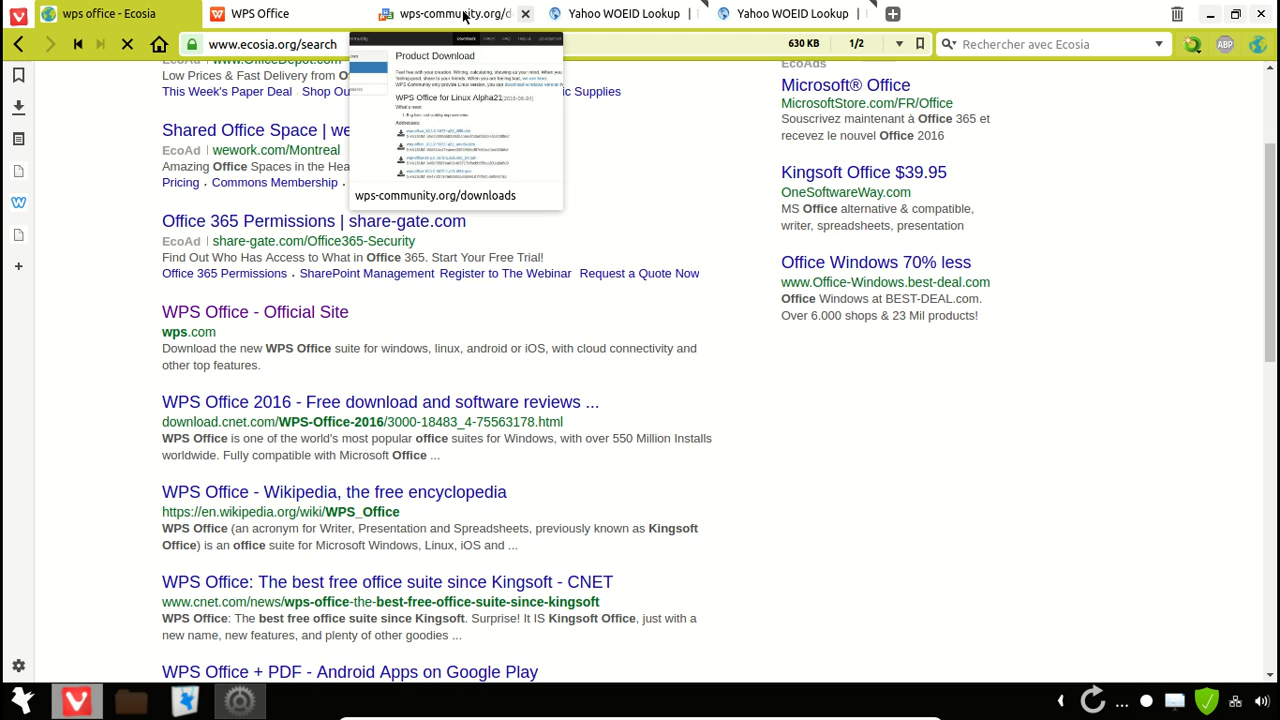 wps office - Ecosia
WPS Office
wps-community.org/d
Yahoo WOEID Lookup |
Yahoo WOEID Lookup |
www.ecosia.org/search
630 KB
1/2
Rechercher avec Ecosia
ABP
Low Prices & Fast Delivery from
This Week's Paper Deal
Supplies
Shared Office Space | we
EcoAd | wework.com/Montreal
Amazing Office Spaces in the Hea
Pricing . Commons Membership .
Product Download
WPS Office for Linux Alpha21
What's new
Addresses:
wps-community.org/downloads
Office 365 Permissions | share-gate.com
EcoAd | share-gate.com/Office365-Security
Find Out Who Has Access to What in Office 365. Start Your Free Trial!
Office 365 Permissions . SharePoint Management Register to The Webinar Request a Quote Now
WPS Office - Official Site
wps.com
Download the new WPS Office suite for windows, linux, android or iOS, with cloud connectivity and
other top features.
WPS Office 2016 - Free download and software reviews ...
download.cnet.com/WPS-Office-2016/3000-18483_4-75563178.html
WPS Office is one of the world's most popular office suites for Windows, with over 550 Million Installs
worldwide. Fully compatible with Microsoft Office ...
WPS Office - Wikipedia, the free encyclopedia
https://en.wikipedia.org/wiki/WPS_Office
WPS Office (an acronym for Writer, Presentation and Spreadsheets, previously known as Kingsoft
Office) is an office suite for Microsoft Windows, Linux, iOS and ...
WPS Office: The best free office suite since Kingsoft - CNET
www.cnet.com/news/wps-office-the-best-free-office-suite-since-kingsoft
WPS Office: The best free office suite since Kingsoft. Surprise! It IS Kingsoft Office, just with a
new name, new features, and plenty of other goodies ...
WPS Office + PDF - Android Apps on Google Play
EcoAds
Microsoft® Office
MicrosoftStore.com/FR/Office
Souscrivez maintenant à Office 365 et
recevez le nouvel Office 2016
Kingsoft Office $39.95
OneSoftwareWay.com
MS Office alternative & compatible,
writer, spreadsheets, presentation
Office Windows 70% less
www.Office-Windows.best-deal.com
Office Windows at BEST-DEAL.com.
Over 6.000 shops & 23 Mil products!